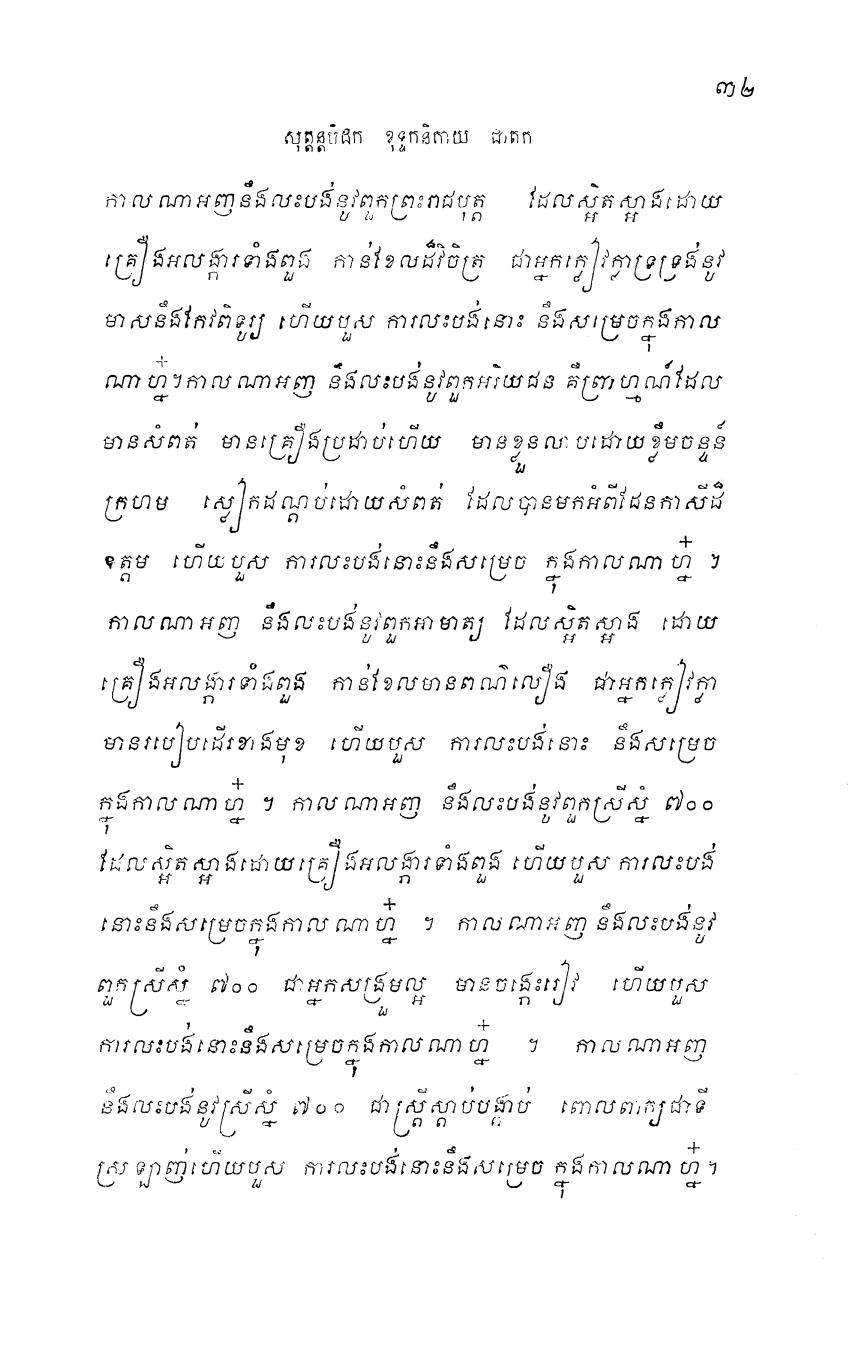 ៣២
សុត្តន្តបិដក ខុទ្ទកនិកាយ ជាតក
កាលណាអញនឹងលះបង់នូវពួកព្រះរាជបុត្ត ដែលស្អិតស្អាងដោយ
គ្រឿងអលង្ការទាំងពួង កាន់ខែលដ៏វិចិត្រ ជាអ្នកក្លៀវក្លាទ្រទ្រង់នូវ
មាសនឹងកែវពិទូរ្យ ហើយបួស ការលះបង់នោះ នឹងសម្រេចក្នុងកាល
ណាហ្ន៎។កាលណាអញ នឹងលះបង់នូវពួកអរិយជន គឺព្រាហ្មណ៍ដែល
មានសំពត់ មានគ្រឿងប្រដាប់ហើយ មានខ្លួនលាបដោយខ្លឹមចន្ទន៍
ក្រហម ស្លៀកដណ្តប់ដោយសំពត់ ដែលបានមកអំពីដែនកាសីដ៏
ឧត្តម ហើយបួស ការលះបង់នោះនឹងសម្រេច ក្នុងកាលណាហ្ន៎ ។
កាលណាអញ នឹងលះបង់នូវពួកអាមាត្យ ដែលស្អិតស្អាង ដោយ
គ្រឿងអលង្ការទាំងពួង កាន់ខែលមានពណ៌លឿង ជាអ្នកក្លៀវក្លា
មានរបៀបដើរខាងមុខ ហើយបួស ការលះបង់នោះ នឹងសម្រេច
ក្នុងកាលណាហ្ន៎ ។ កាលណាអញ នឹងលះបង់នូវពួកស្រីស្នំ ៧០០
ដែលស្អិតស្អាងដោយគ្រឿងអលង្ការទាំងពួង ហើយបួស ការលះបង់
នោះនឹងសម្រេចក្នុងកាលណាហ្ន៎ ។ កាលណាអញ នឹងលះបង់នូវ
ពួកស្រីស្នំ ៧០០ ជាអ្នកសង្រួមល្អ មានចង្កេះរៀវ ហើយបួស
ការលះបង់នោះនឹងសម្រេចក្នុងកាលណាហ្ន៎ ។ កាលណាអញ
នឹងលះបង់នូវស្រីស្នំ ៧០០ ជាស្ត្រីស្តាប់បង្គាប់ ពោលពាក្យជាទី
ស្រឡាញ់ហើយបួស ការលះបង់នោះនឹងសម្រេច ក្នុងកាលណាហ្ន៎។